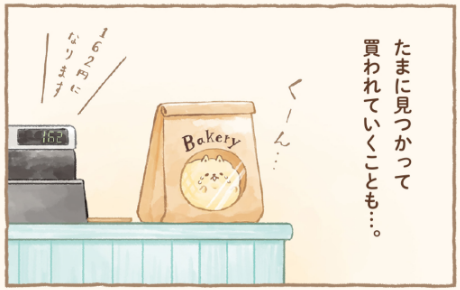 たまに見つかって
買われていくことも…。
くーん…
162円に
なります
162
Bakery